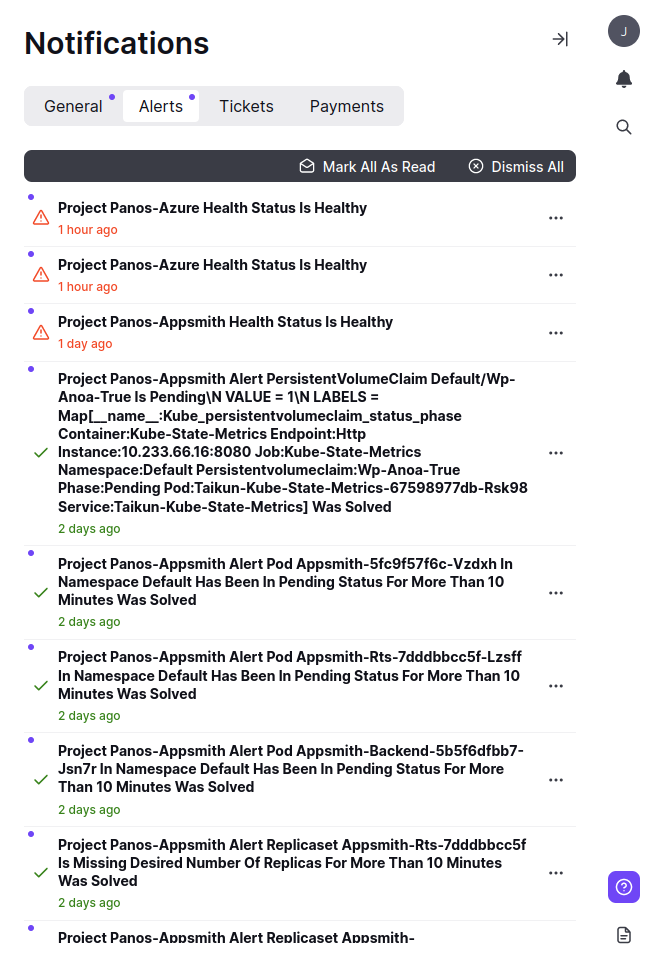 Notifications
J
General Alerts Tickets Payments
Mark All As Read Dismiss All
Project Panos-Azure Health Status Is Healthy
1 hour ago
Project Panos-Azure Health Status Is Healthy
1 hour ago
Project Panos-Appsmith Health Status Is Healthy
1 day ago
Project Panos-Appsmith Alert PersistentVolumeClaim Default/Wp-
Anoa-True Is Pending\N VALUE = 1\N LABELS =
Map[__name__:Kube_persistentvolumeclaim_status_phase
Container:Kube-State-Metrics Endpoint:Http
Instance:10.233.66.16:8080 Job:Kube-State-Metrics
Namespace:Default Persistentvolumeclaim:Wp-Anoa-True
Phase:Pending Pod:Taikun-Kube-State-Metrics-67598977db-Rsk98
Service:Taikun-Kube-State-Metrics] Was Solved
2 days ago
Project Panos-Appsmith Alert Pod Appsmith-5fc9f57f6c-Vzdxh In
Namespace Default Has Been In Pending Status For More Than 10
Minutes Was Solved
2 days ago
Project Panos-Appsmith Alert Pod Appsmith-Rts-7dddbbcc5f-Lzsff
In Namespace Default Has Been In Pending Status For More Than 10
Minutes Was Solved
2 days ago
Project Panos-Appsmith Alert Pod Appsmith-Backend-5b5f6dfbb7-
Jsn7r In Namespace Default Has Been In Pending Status For More
Than 10 Minutes Was Solved
2 days ago
Project Panos-Appsmith Alert Replicaset Appsmith-Rts-7dddbbcc5f
Is Missing Desired Number Of Replicas For More Than 10 Minutes
Was Solved
2 days ago
Project Panos-Appsmith Alert Replicaset Appsmith-